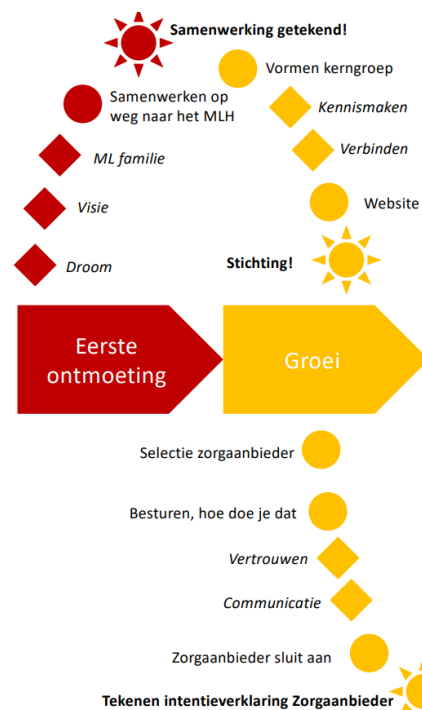 Samenwerking getekend!
Vormen kerngroep
Samenwerken op
weg naar het MLH
Kennismaken
ML familie
Verbinden
Visie
Website
Droom
Stichting!
Eerste
ontmoeting
Groei
Selectie zorgaanbieder
Besturen, hoe doe je dat
Vertrouwen
Communicatie
Zorgaanbieder sluit aan
Tekenen intentieverklaring Zorgaanbieder